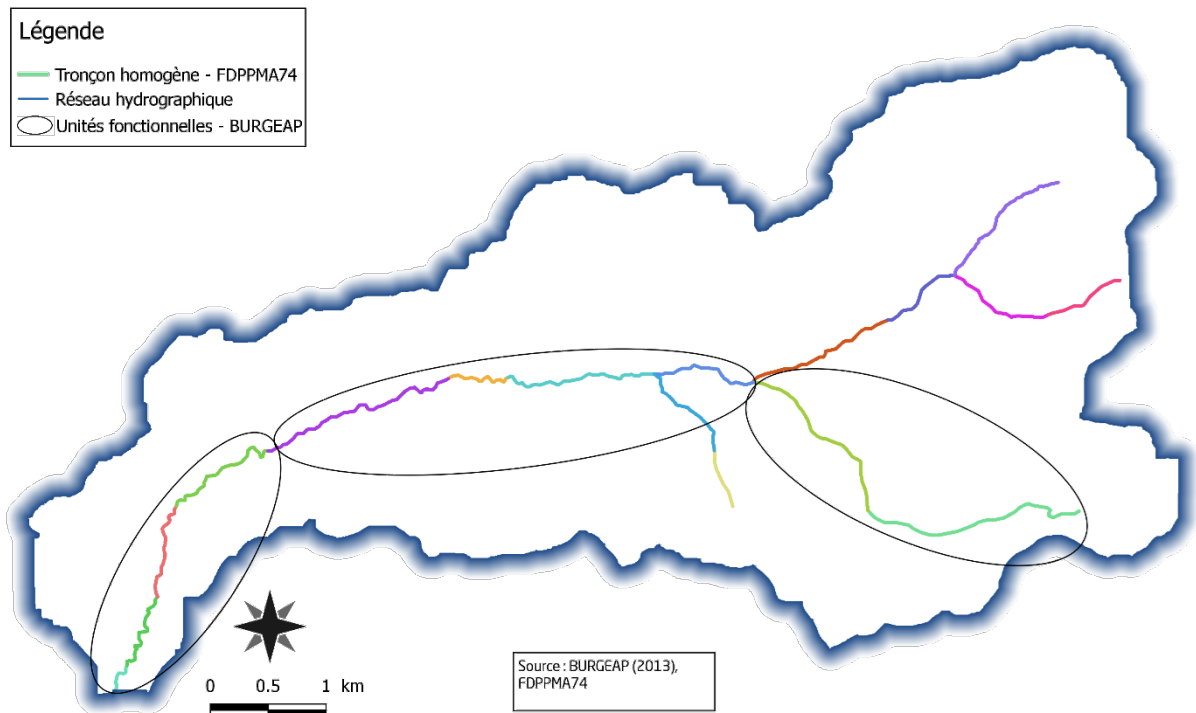 Légende
Tronçon homogène - FDPPMA74
Réseau hydrographique
Unités fonctionnelles - BURGEAP
0 0.5 1 km
Source : BURGEAP (2013),
FDPPMA74